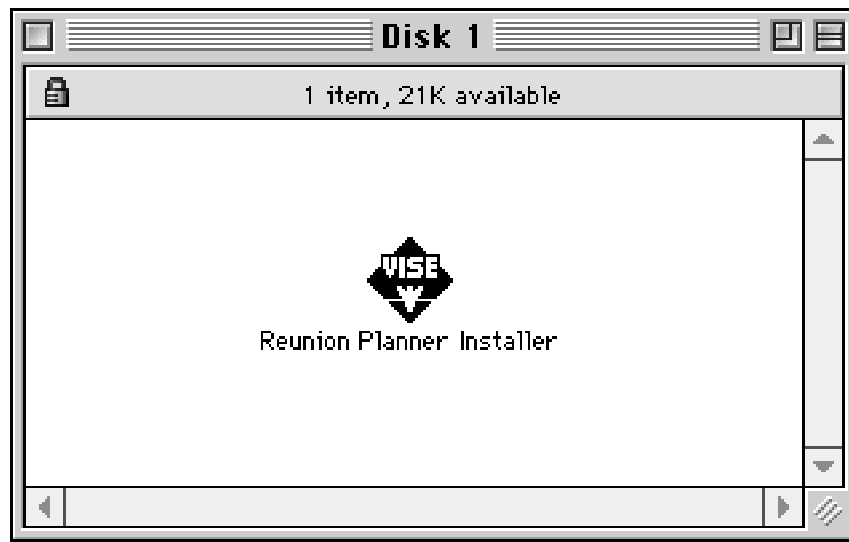 Disk 1
1 item, 21K available
VISE
Reunion Planner Installer